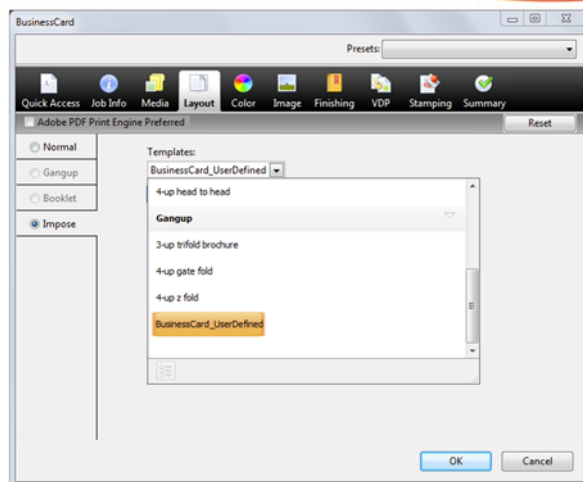 BusinessCard
Presets:
Quick Access Job Info Media Layout Color Image Finishing VDP Stamping Summary
Adobe PDF Print Engine Preferred Reset
Normal
Gangup
Booklet
Impose
Templates:
BusinessCard_UserDefined
4-up head to head
Gangup
3-up trifold brochure
4-up gate fold
4-up z fold
BusinessCard_UserDefined
OK Cancel